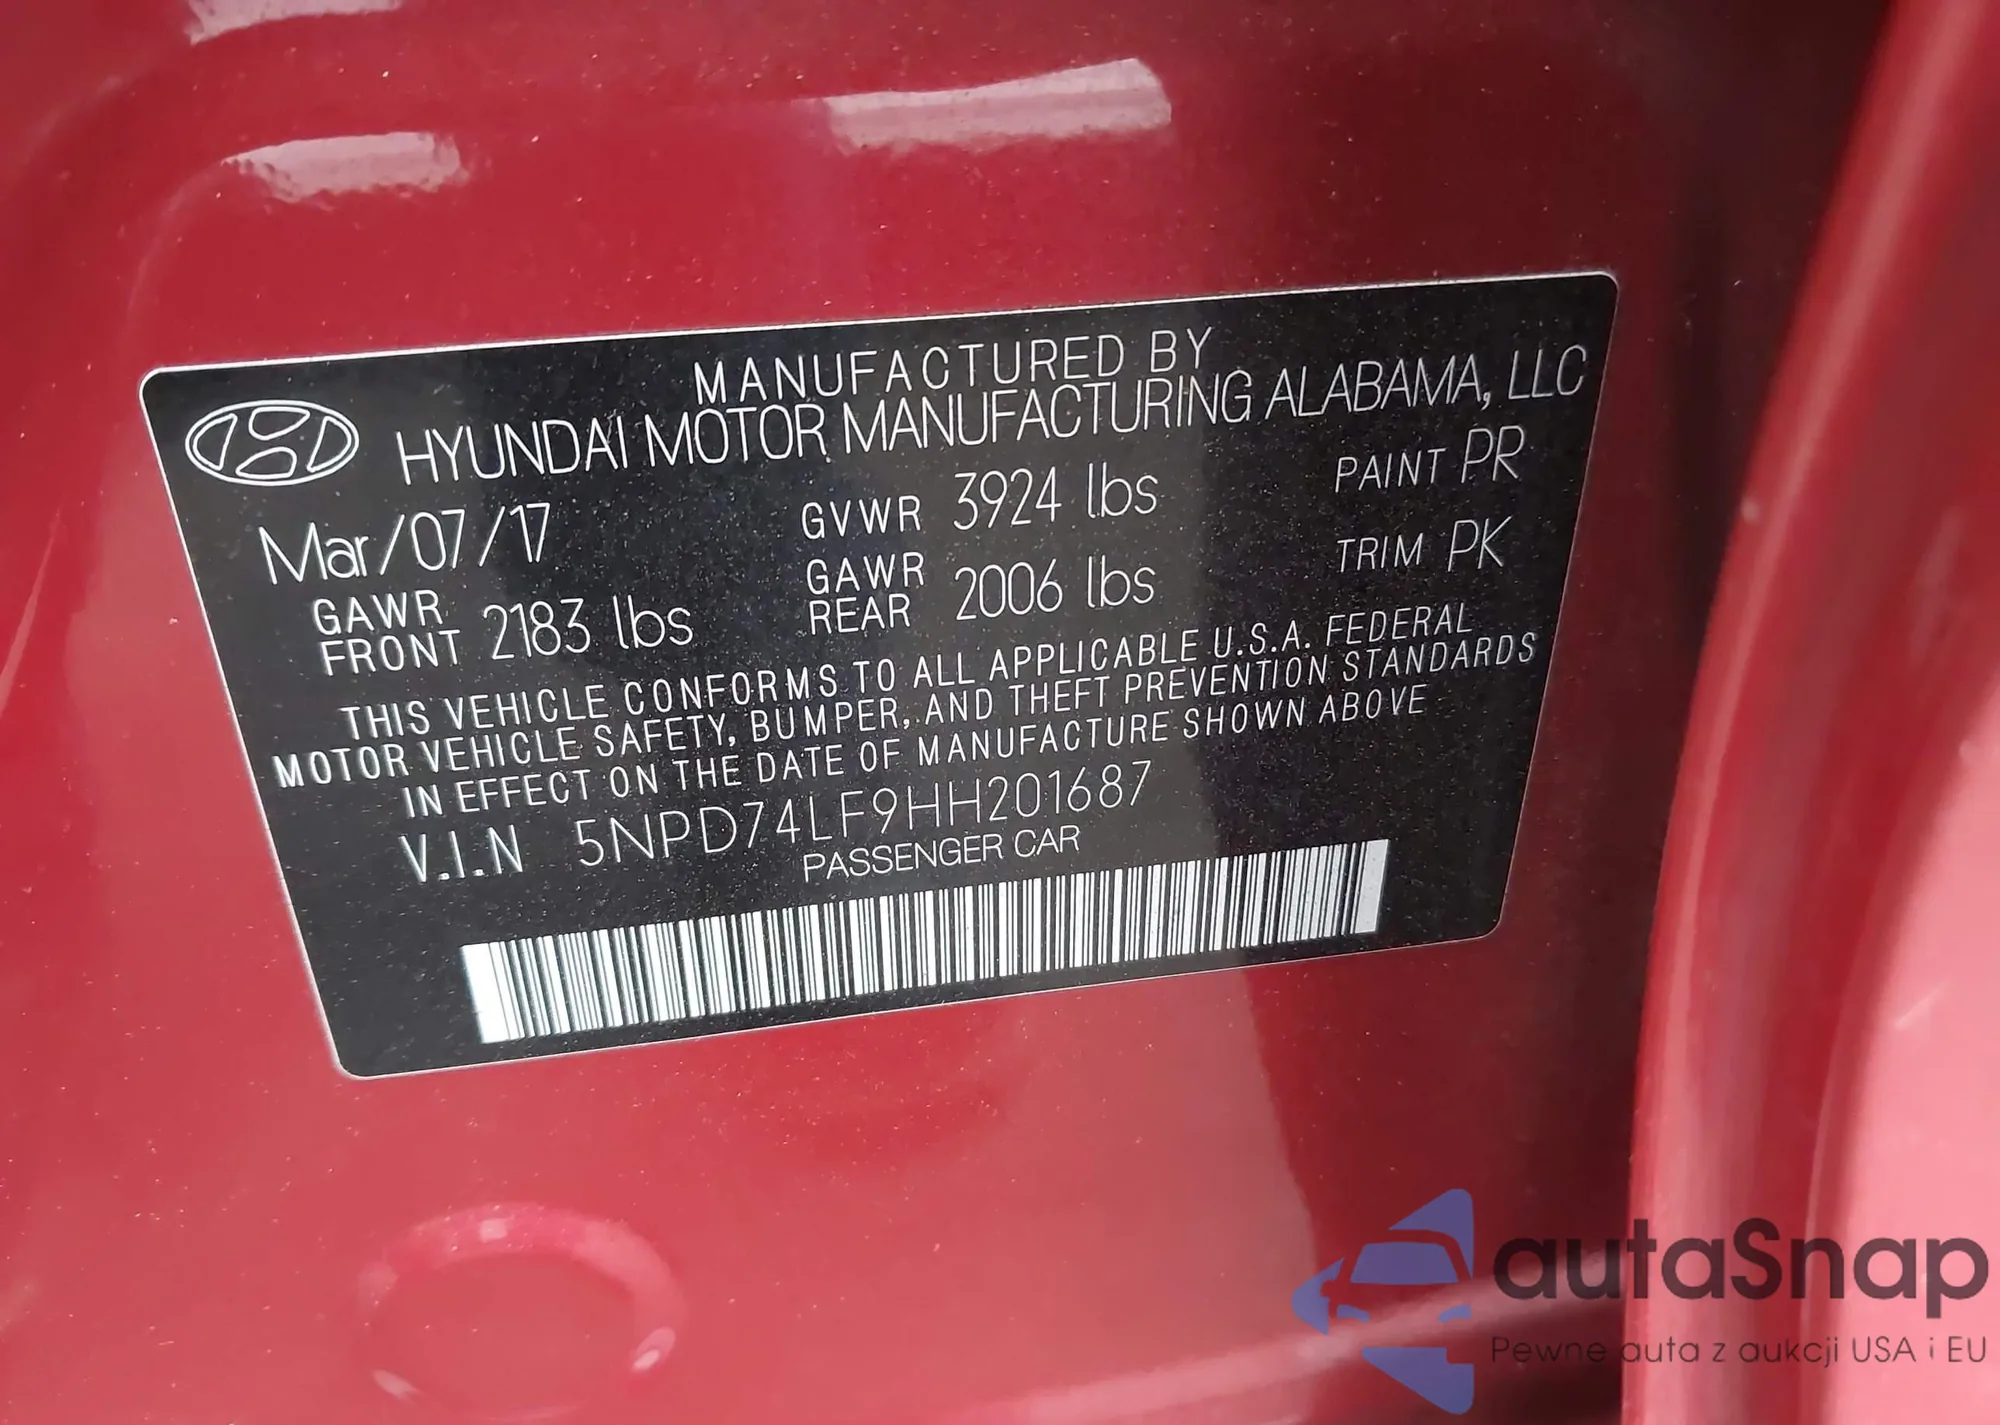 MANUFACTURED BY
HYUNDAI MOTOR MANUFACTURING ALABAMA, LLC
Mar/07/17 GVWR 3924 lbs PAINT PR
GAWR FRONT 2183 lbs GAWR REAR 2006 lbs TRIM PK
THIS VEHICLE CONFORMS TO ALL APPLICABLE U.S.A. FEDERAL
MOTOR VEHICLE SAFETY, BUMPER, AND THEFT PREVENTION STANDARDS
IN EFFECT ON THE DATE OF MANUFACTURE SHOWN ABOVE
V.I.N 5NPD74LF9HH201687
PASSENGER CAR
autaSnap
Pewne auta z aukcji USA i EU